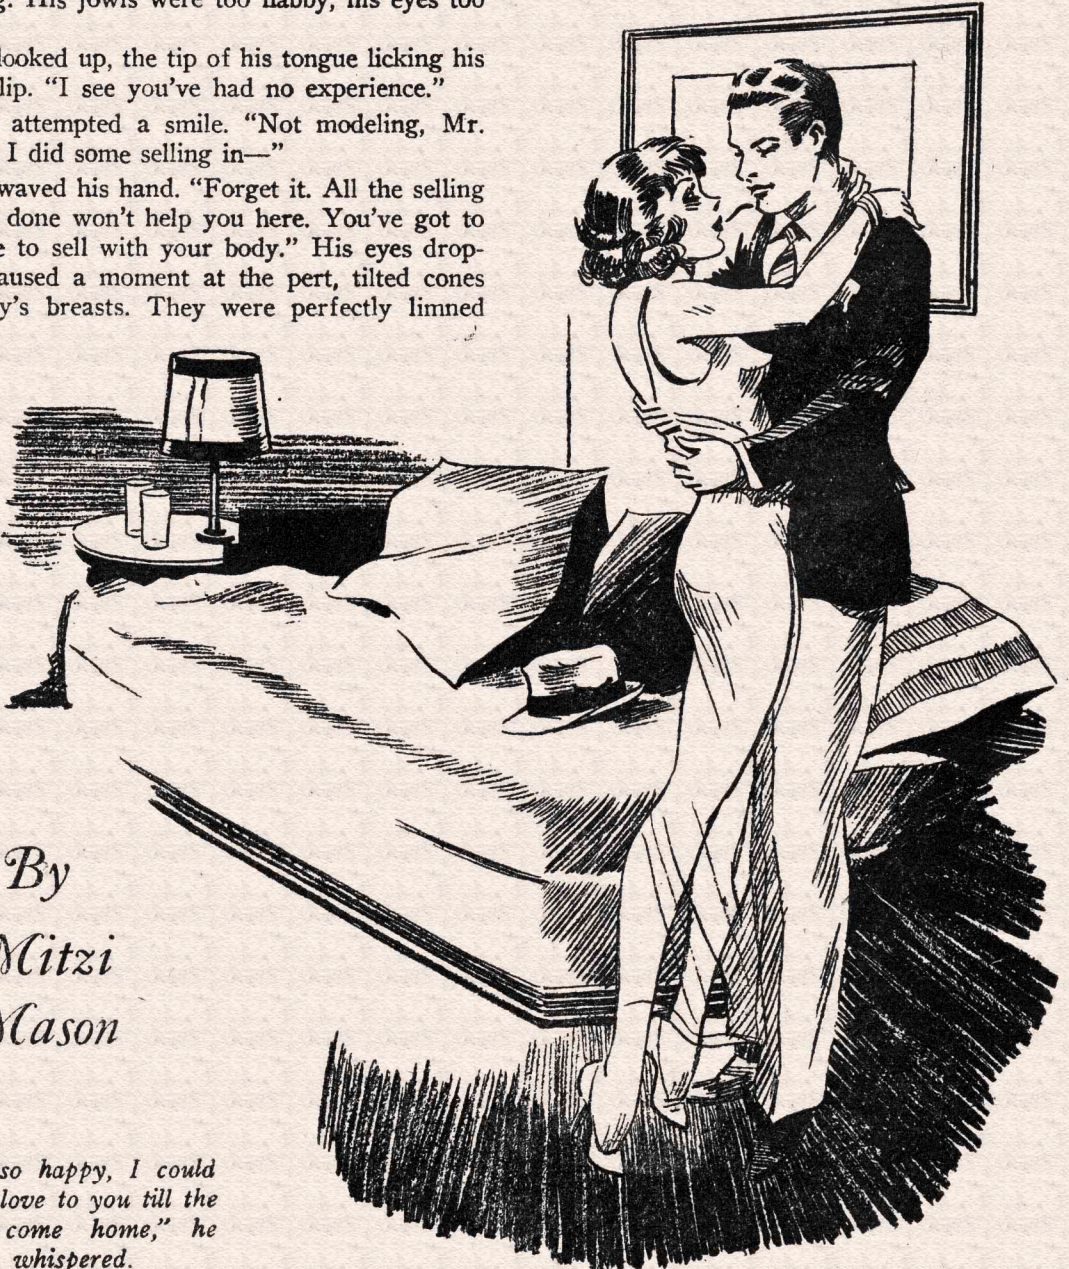 g. His jowls were too flabby, his eyes too
looked up, the tip of his tongue licking his
lip. “I see you’ve had no experience.”
attempted a smile. “Not modeling, Mr.
I did some selling in—”
waved his hand. “Forget it. All the selling
done won’t help you here. You’ve got to
e to sell with your body.” His eyes drop-
aused a moment at the pert, tilted cones
y’s breasts. They were perfectly limned
By
Mitzi
Mason
so happy, I could
love to you till the
come home,” he
whispered.